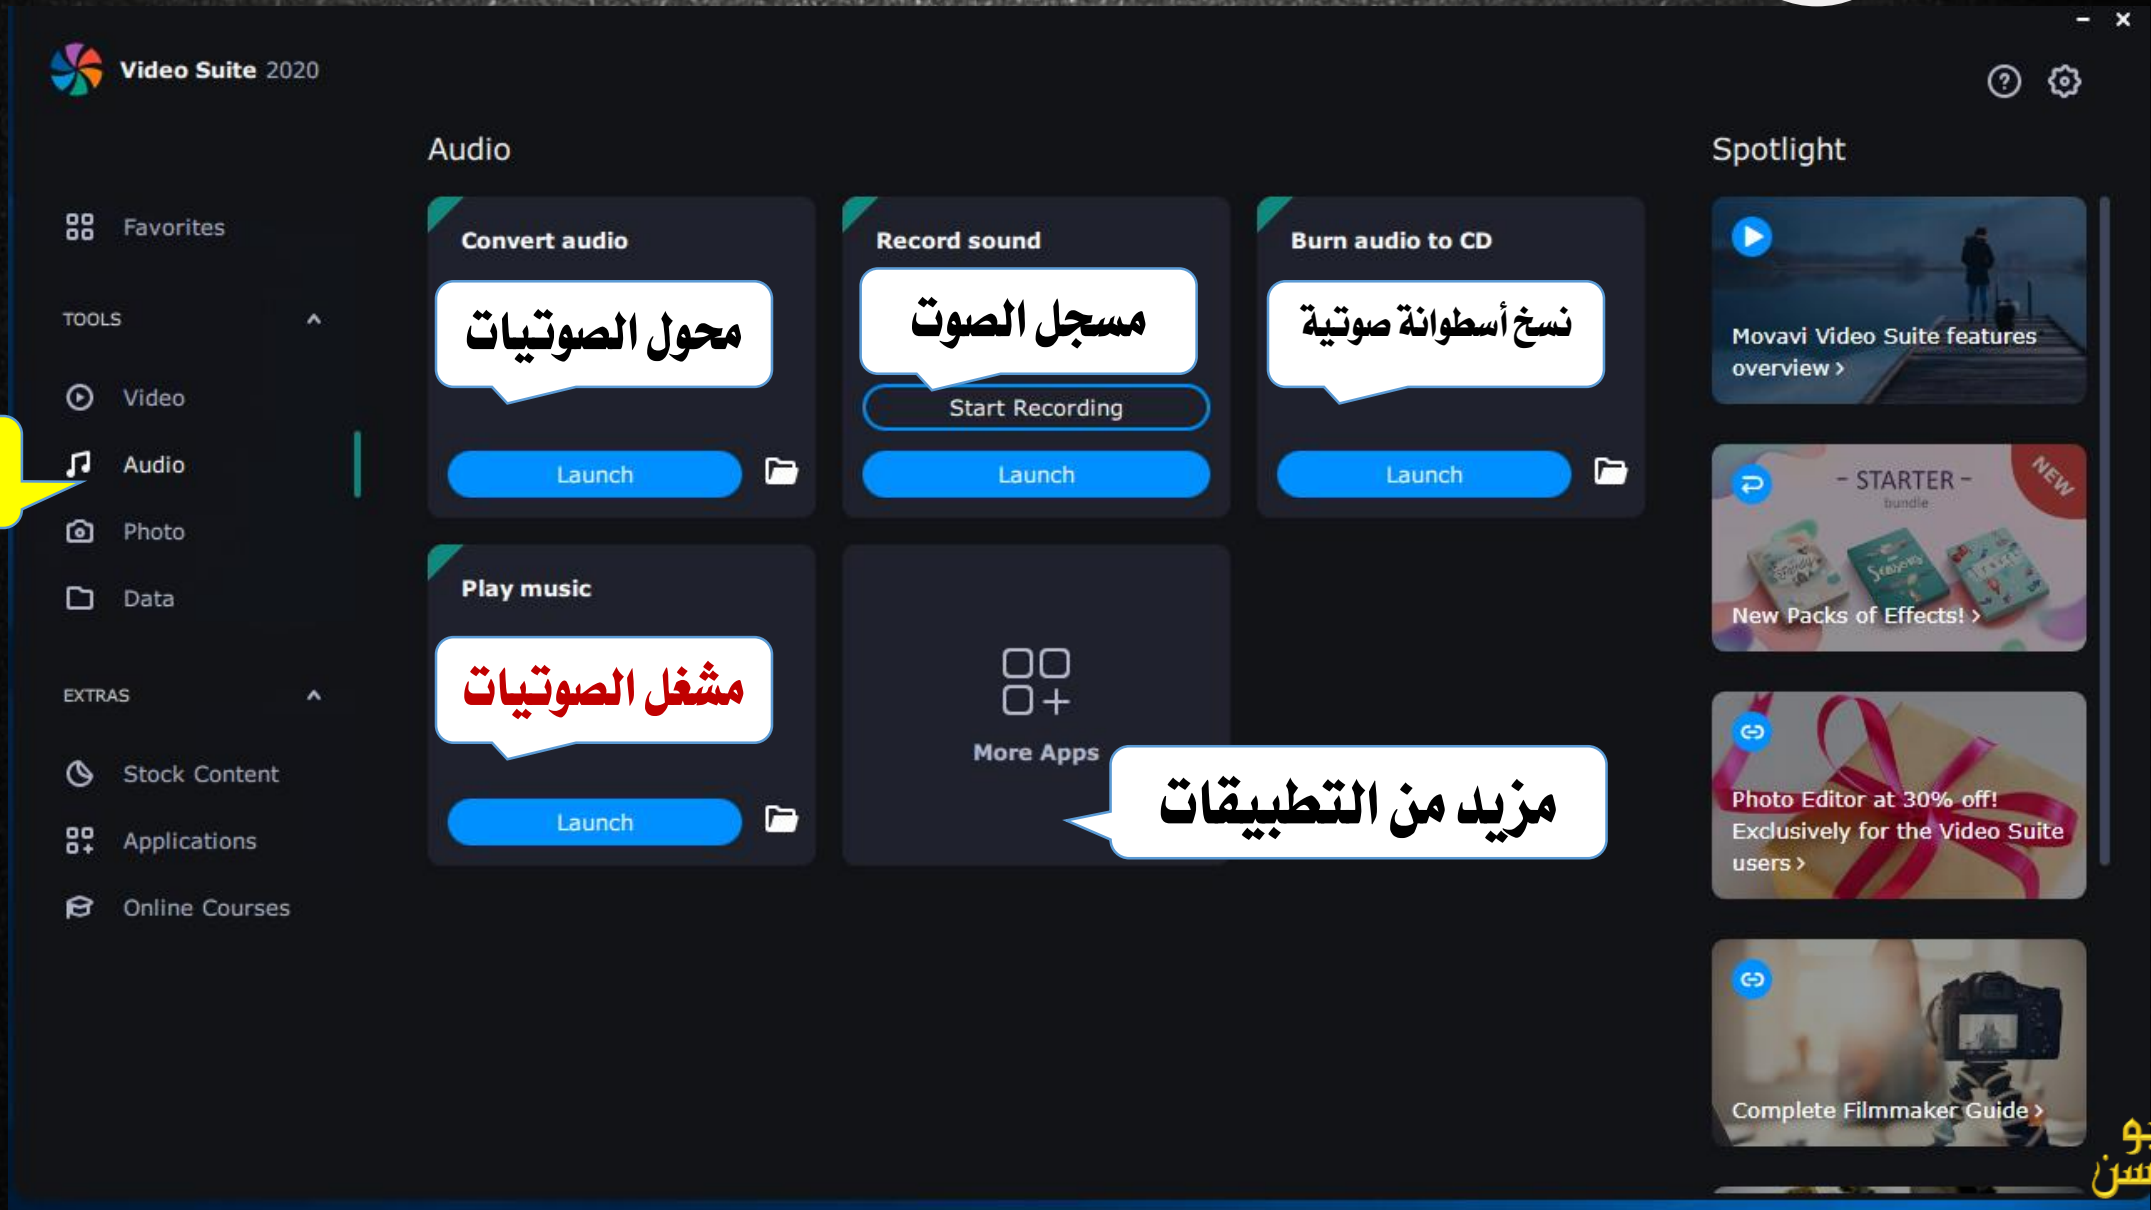 Video Suite 2020
Audio
Spotlight
Favorites
TOOLS
Video
Audio
Photo
Data
EXTRAS
Stock Content
Applications
Online Courses
Convert audio
محول الصوتيات
Launch
Record sound
مسجل الصوت
Start Recording
Launch
Burn audio to CD
نسخ أسطوانة صوتية
Launch
Play music
مشغل الصوتيات
Launch
More Apps
مزيد من التطبيقات
Movavi Video Suite features
overview >
- STARTER -
bundle
NEW
New Packs of Effects! >
Photo Editor at 30% off!
Exclusively for the Video Suite
users >
Complete Filmmaker Guide >